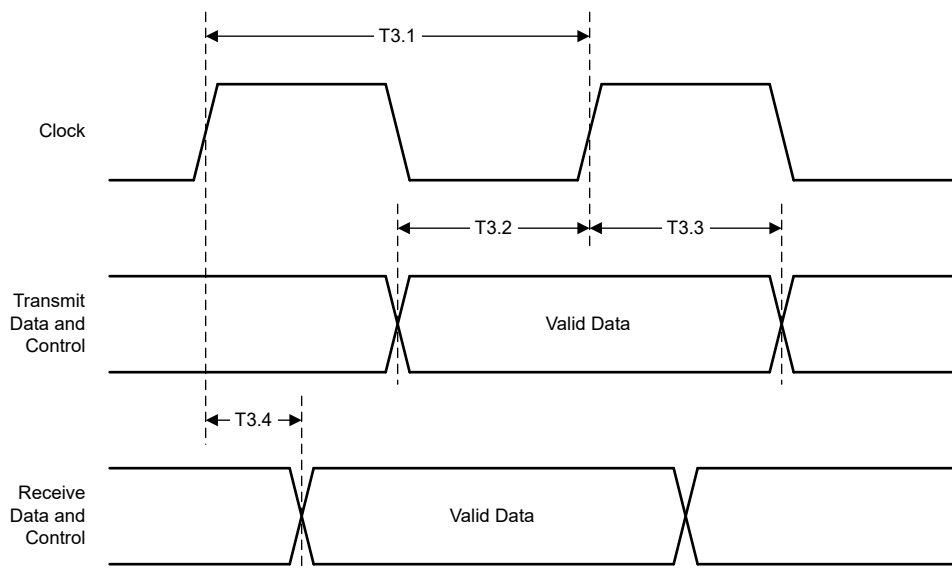 T3.1
Clock
T3.2
T3.3
Transmit
Data and
Control
Valid Data
T3.4
Receive
Data and
Control
Valid Data